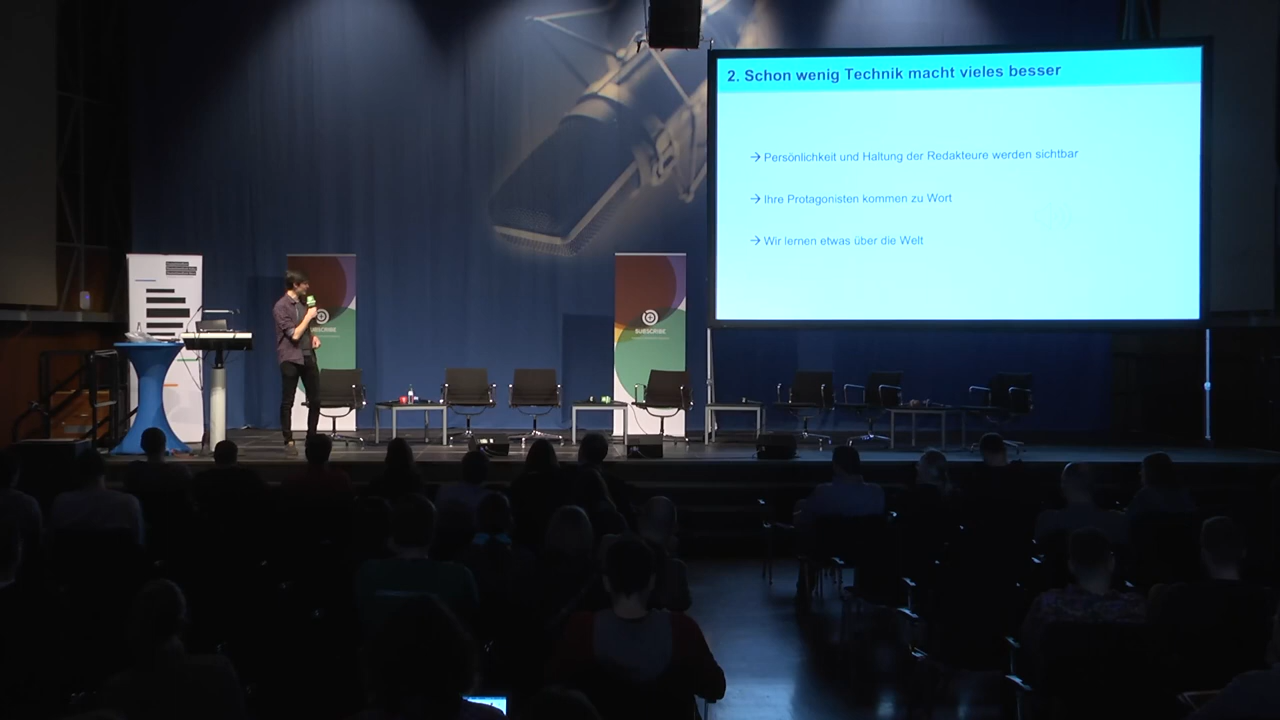 2. Schon wenig Technik macht vieles besser
→ Persönlichkeit und Haltung der Redakteure werden sichtbar
→ Ihre Protagonisten kommen zu Wort
→ Wir lernen etwas über die Welt
SUBSCRIBE
SUBSCRIBE